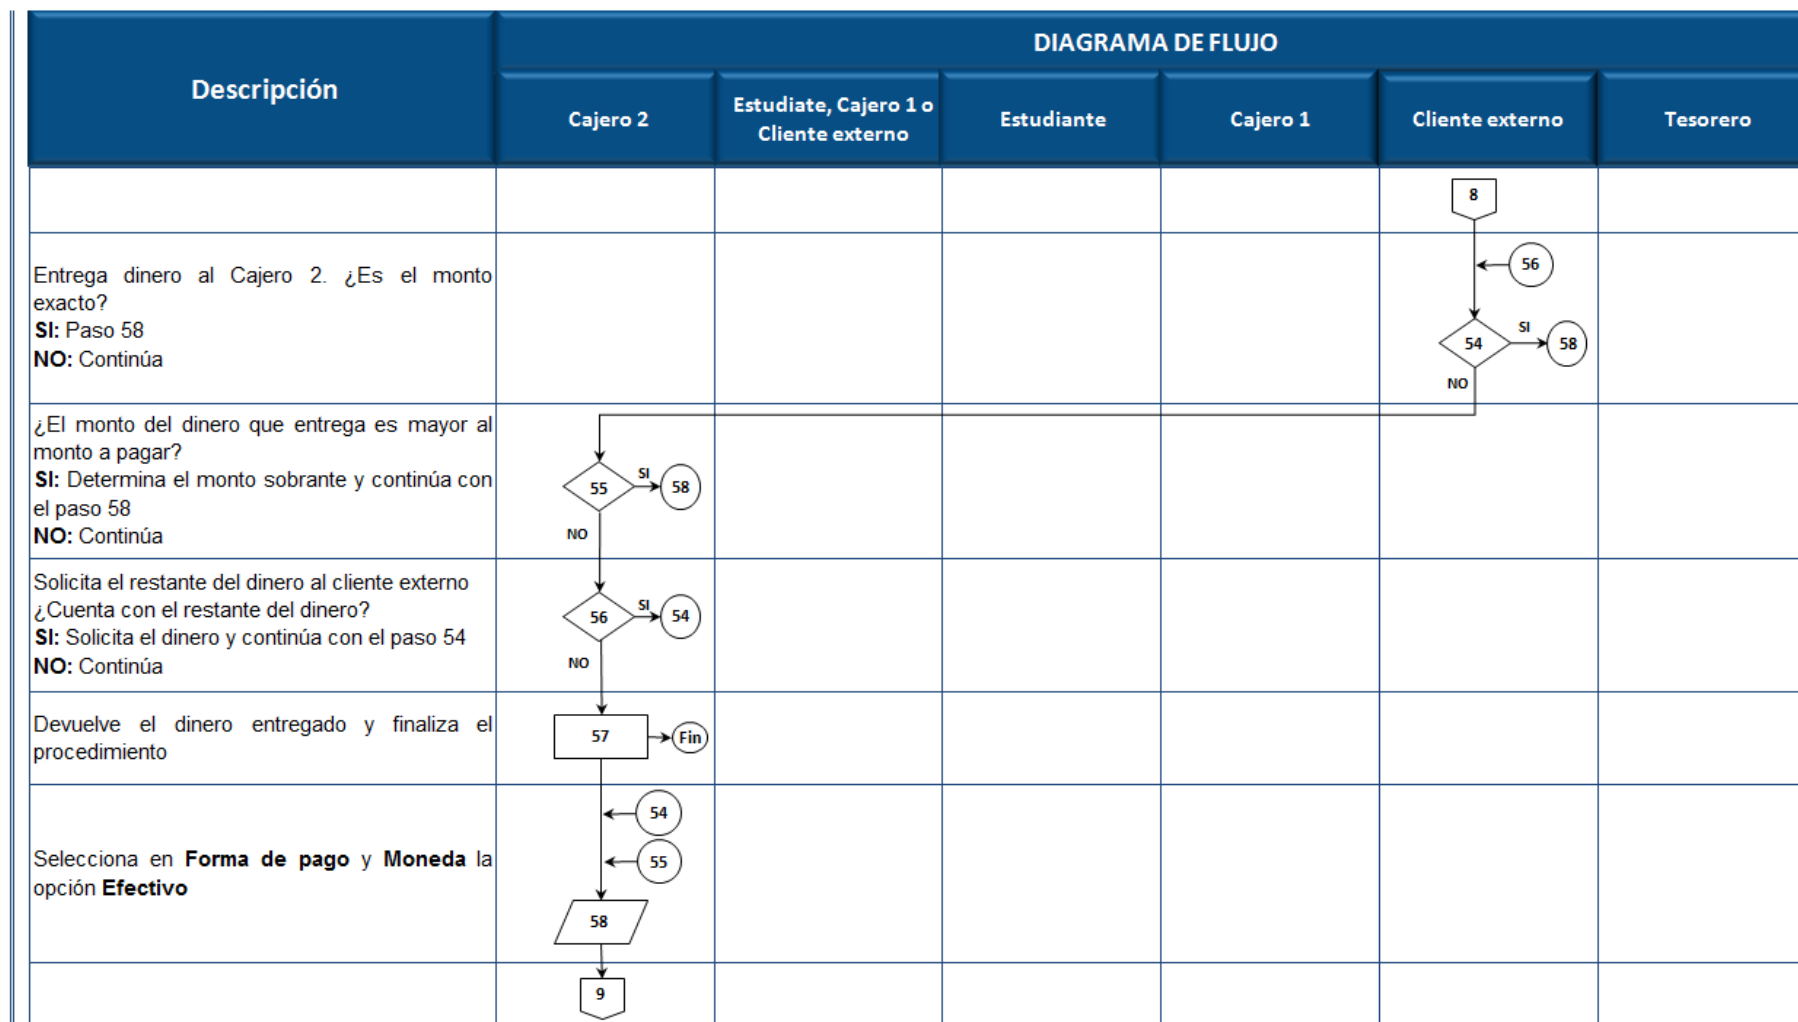 Descripción
DIAGRAMA DE FLUJO
Cajero 2
Estudiate, Cajero 1 o
Cliente externo
Estudiante
Cajero 1
Cliente externo
Tesorero
8
Entrega dinero al Cajero 2. ¿Es el monto
exacto?
SI: Paso 58
NO: Continúa
56
54
SI
58
NO
¿El monto del dinero que entrega es mayor al
monto a pagar?
SI: Determina el monto sobrante y continúa con
el paso 58
NO: Continúa
55
SI
58
NO
Solicita el restante del dinero al cliente externo
¿Cuenta con el restante del dinero?
SI: Solicita el dinero y continúa con el paso 54
NO: Continúa
56
SI
54
NO
Devuelve el dinero entregado y finaliza el
procedimiento
57
Fin
Selecciona en Forma de pago y Moneda la
opción Efectivo
54
55
58
9